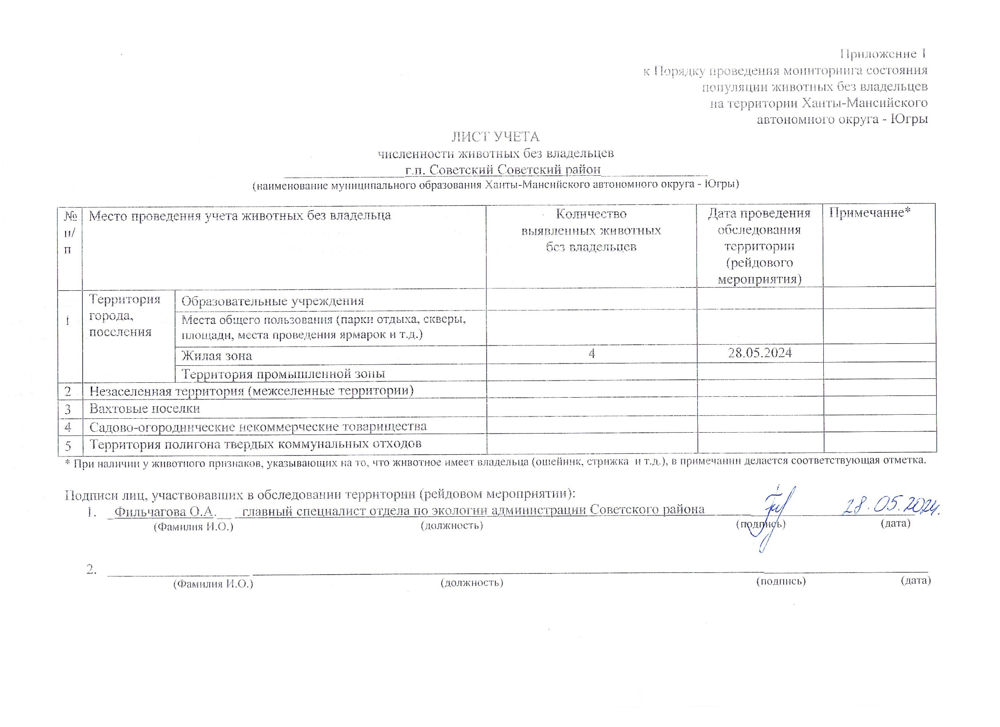 Приложение 1
к Порядку проведения мониторинга состояния
популяции животных без владельцев
на территории Ханты-Мансийского
автономного округа - Югры
ЛИСТ УЧЕТА
численности животных без владельцев
г.п. Советский Советский район
(наименование муниципального образования Ханты-Мансийского автономного округа - Югры)
№ п/п
Место проведения учета животных без владельца
Количество
выявленных животных
без владельцев
Дата проведения
обследования
территории
(рейдового
мероприятия)
Примечание*
1
Территория
города,
поселения
Образовательные учреждения
Места общего пользования (парки отдыха, скверы,
площади, места проведения ярмарок и т.д.)
Жилая зона 4 28.05.2024
Территория промышленной зоны
2 Незаселенная территория (межселенные территории)
3 Вахтовые поселки
4 Садово-огороднические некоммерческие товарищества
5 Территория полигона твердых коммунальных отходов
* При наличии у животного признаков, указывающих на то, что животное имеет владельца (ошейник, стрижка и т.д.), в примечании делается соответствующая отметка.
Подписи лиц, участвовавших в обследовании территории (рейдовом мероприятии):
1. Фильчагова О.А. главный специалист отдела по экологии администрации Советского района 28.05.2024г.
(Фамилия И.О.) (должность) (подпись) (дата)
2.
(Фамилия И.О.) (должность) (подпись) (дата)